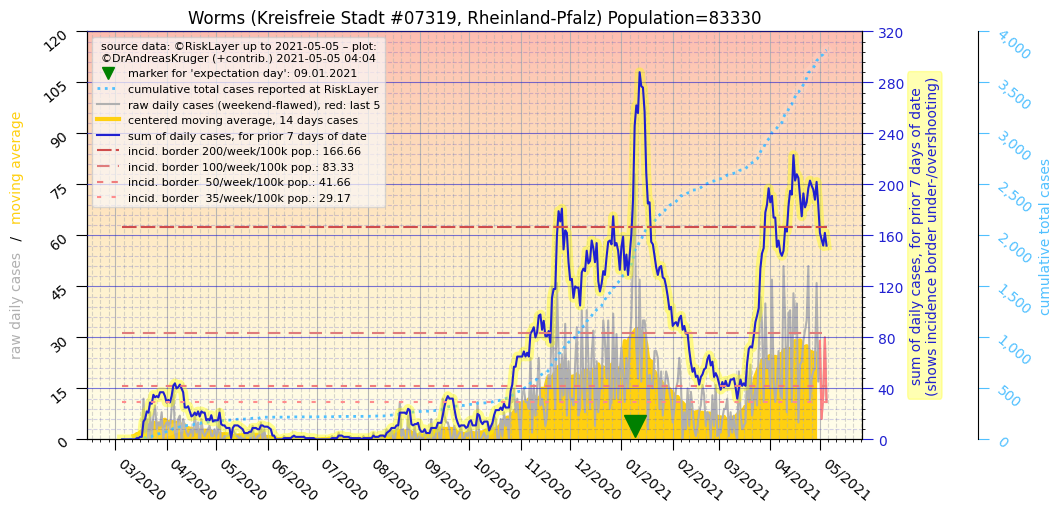 Worms (Kreisfreie Stadt #07319, Rheinland-Pfalz) Population=83330
source data: ©RiskLayer up to 2021-05-05 – plot:
©DrAndreasKruger (+contrib.) 2021-05-05 04:04
marker for 'expectation day': 09.01.2021
cumulative total cases reported at RiskLayer
raw daily cases (weekend-flawed), red: last 5
centered moving average, 14 days cases
sum of daily cases, for prior 7 days of date
incid. border 200/week/100k pop.: 166.66
incid. border 100/week/100k pop.: 83.33
incid. border  50/week/100k pop.: 41.66
incid. border  35/week/100k pop.: 29.17
raw daily cases / moving average
120
105
90
75
60
45
30
15
0
03/2020
04/2020
05/2020
06/2020
07/2020
08/2020
09/2020
10/2020
11/2020
12/2020
01/2021
02/2021
03/2021
04/2021
05/2021
320
280
240
200
160
120
80
40
0
sum of daily cases, for prior 7 days of date
(shows incidence border under-/overshooting)
4,000
3,500
3,000
2,500
2,000
1,500
1,000
500
0
cumulative total cases